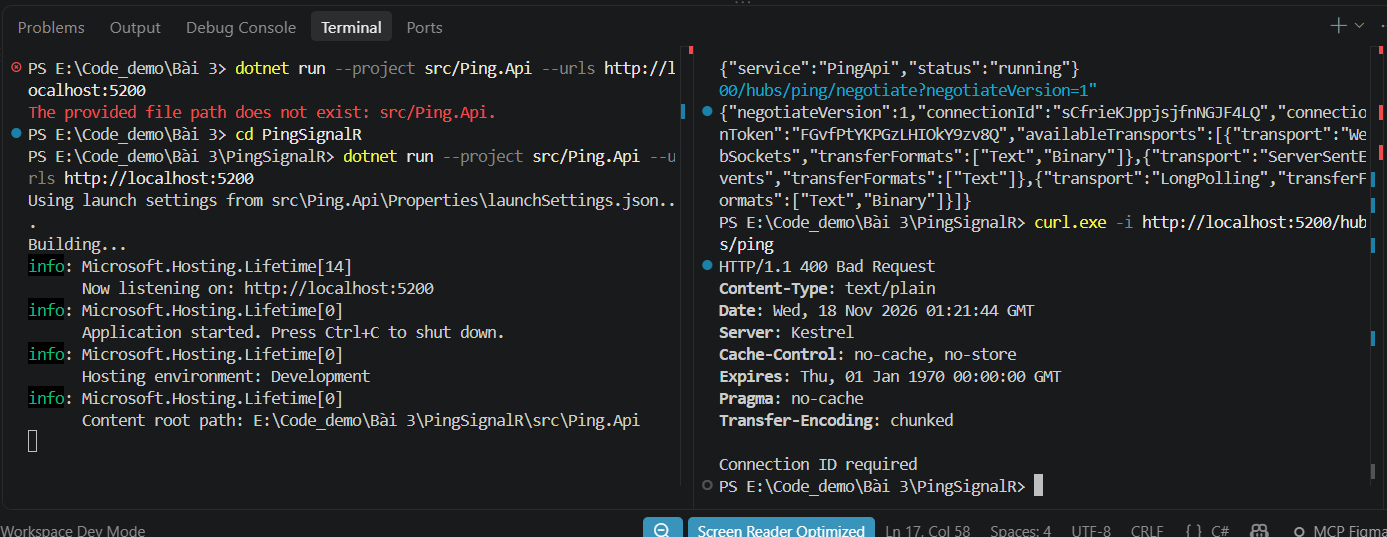 Problems Output Debug Console Terminal Ports
PS E:\Code_demo\Bài 3> dotnet run --project src/Ping.Api --urls http://l
ocalhost:5200
The provided file path does not exist: src/Ping.Api.
PS E:\Code_demo\Bài 3> cd PingSignalR
PS E:\Code_demo\Bài 3\PingSignalR> dotnet run --project src/Ping.Api --u
rls http://localhost:5200
Using launch settings from src\Ping.Api\Properties\launchSettings.json..
.
Building...
info: Microsoft.Hosting.Lifetime[14]
Now listening on: http://localhost:5200
info: Microsoft.Hosting.Lifetime[0]
Application started. Press Ctrl+C to shut down.
info: Microsoft.Hosting.Lifetime[0]
Hosting environment: Development
info: Microsoft.Hosting.Lifetime[0]
Content root path: E:\Code_demo\Bài 3\PingSignalR\src\Ping.Api
{"service":"PingApi","status":"running"}
00/hubs/ping/negotiate?negotiateVersion=1"
{"negotiateVersion":1,"connectionId":"sCfrieKJppjsjfnNGJF4LQ","connectio
nToken":"FGvfPtYKPGzLHIOkY9zv8Q","availableTransports":[{"transport":"We
bSockets","transferFormats":["Text","Binary"]},{"transport":"ServerSentE
vents","transferFormats":["Text"]},{"transport":"LongPolling","transferF
ormats":["Text","Binary"]}]}
PS E:\Code_demo\Bài 3\PingSignalR> curl.exe -i http://localhost:5200/hub
s/ping
HTTP/1.1 400 Bad Request
Content-Type: text/plain
Date: Wed, 18 Nov 2026 01:21:44 GMT
Server: Kestrel
Cache-Control: no-cache, no-store
Expires: Thu, 01 Jan 1970 00:00:00 GMT
Pragma: no-cache
Transfer-Encoding: chunked
Connection ID required
PS E:\Code_demo\Bài 3\PingSignalR>
Workspace Dev Mode Screen Reader Optimized Ln 17, Col 58 Spaces: 4 UTF-8 CRLF { } C# MCP Figma